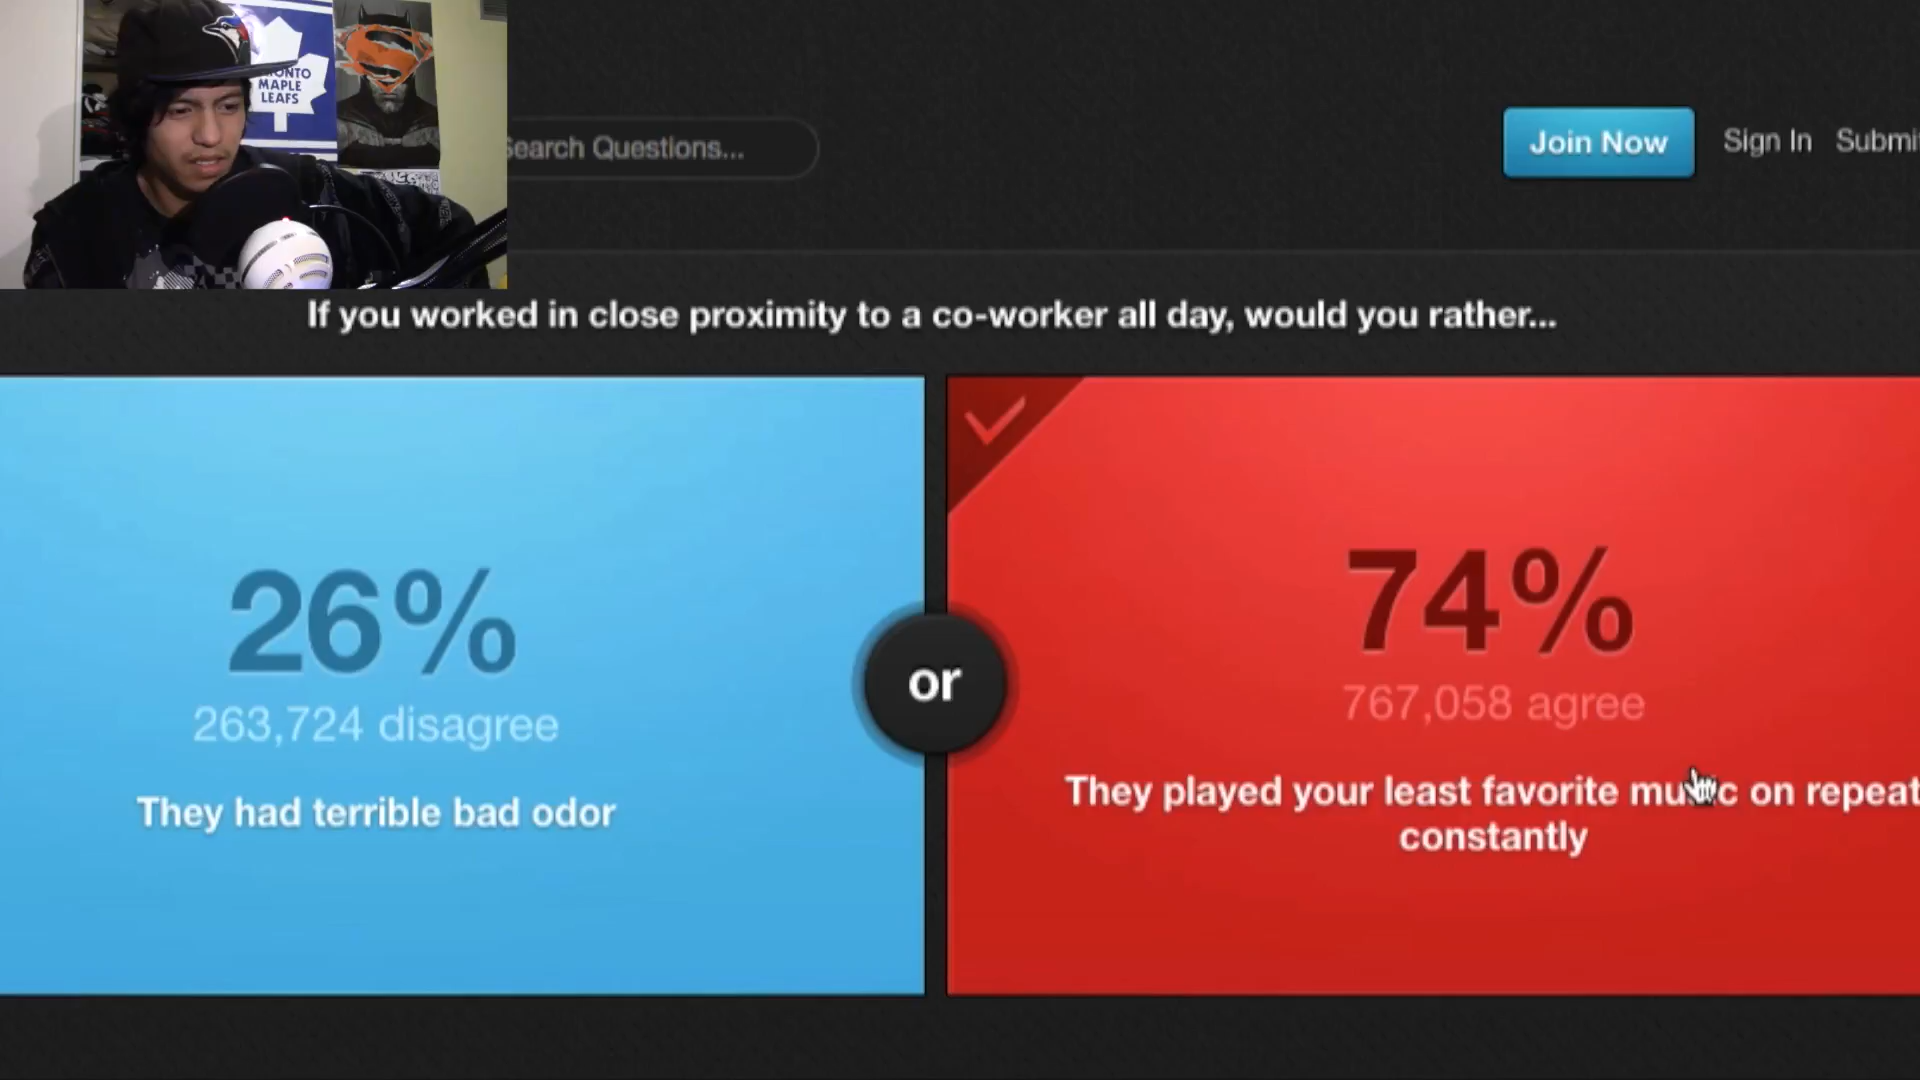 TORONTO
MAPLE
LEAFS
Search Questions...
Join Now
Sign In
If you worked in close proximity to a co-worker all day, would you rather...
26%
263,724 disagree
They had terrible bad odor
or
74%
767,058 agree
They played your least favorite music on repeat
constantly